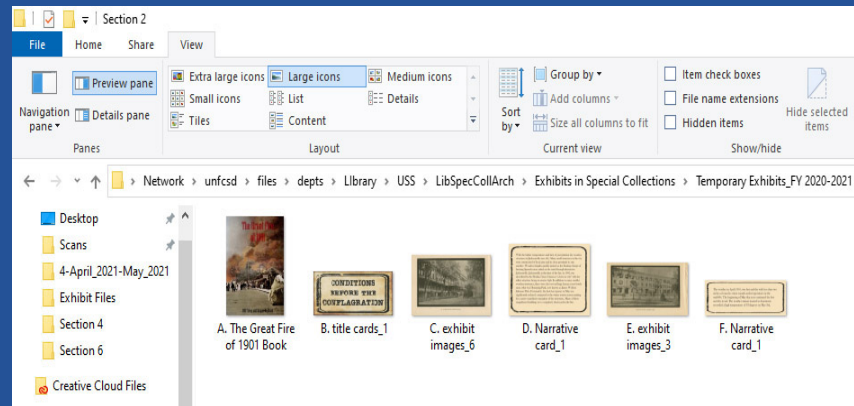 Section 2
File Home Share View
Navigation pane
Preview pane
Details pane
Panes
Extra large icons Large icons Medium icons
Small icons List Details
Tiles Content
Layout
Sort by
Group by
Add columns
Size all columns to fit
Current view
Item check boxes
File name extensions
Hidden items
Hide selected items
Show/hide
Network > unfcsd > files > depts > LIbrary > USS > LibSpecCollArch > Exhibits in Special Collections > Temporary Exhibits_FY 2020-2021
Desktop
Scans
4-April_2021-May_2021
Exhibit Files
Section 4
Section 6
Creative Cloud Files
The Great Fire
of 1901
CONDITIONS
BEFORE THE
CONFLAGRATION
A. The Great Fire
of 1901 Book
B. title cards_1
C. exhibit
images_6
D. Narrative
card_1
E. exhibit
images_3
F. Narrative
card_1